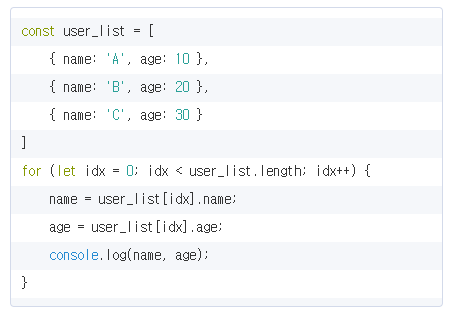 const user_list = [
    { name: 'A', age: 10 },
    { name: 'B', age: 20 },
    { name: 'C', age: 30 }
]
for (let idx = 0; idx < user_list.length; idx++) {
    name = user_list[idx].name;
    age = user_list[idx].age;
    console.log(name, age);
}